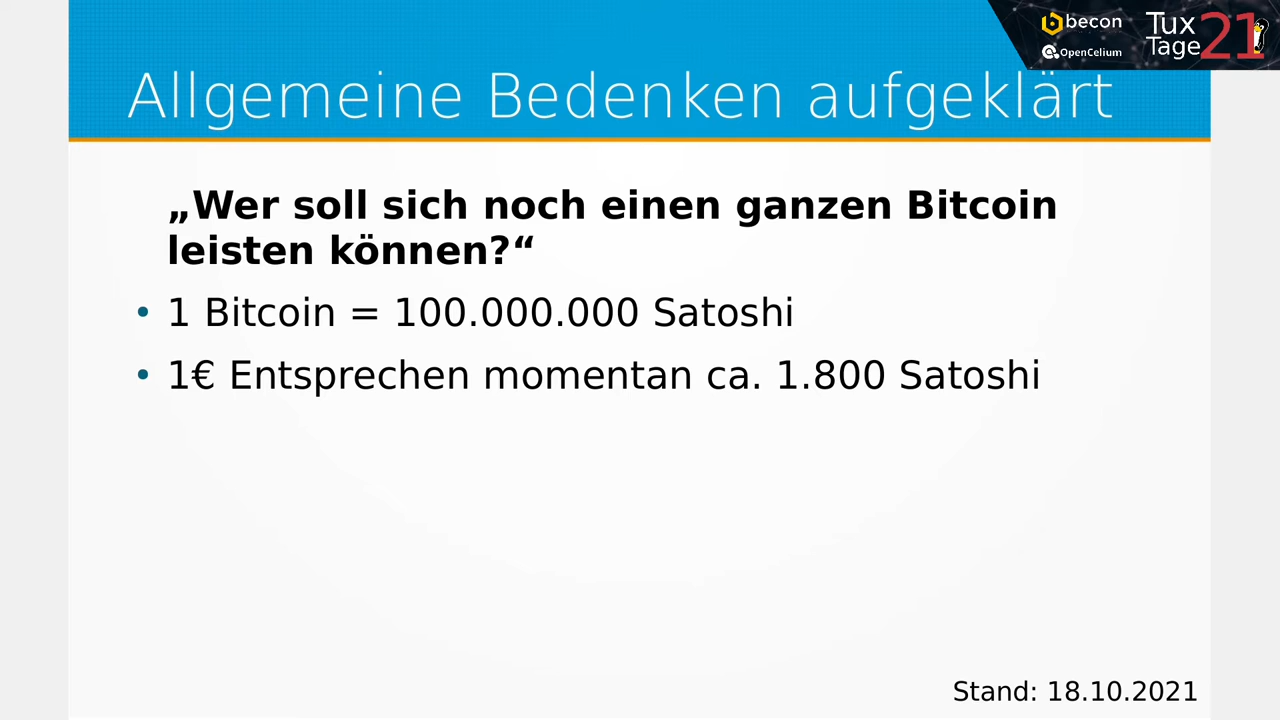 becon
OpenCelium
Tux
Tage 21
Allgemeine Bedenken aufgeklärt
„Wer soll sich noch einen ganzen Bitcoin
leisten können?“
• 1 Bitcoin = 100.000.000 Satoshi
• 1€ Entsprechen momentan ca. 1.800 Satoshi
Stand: 18.10.2021